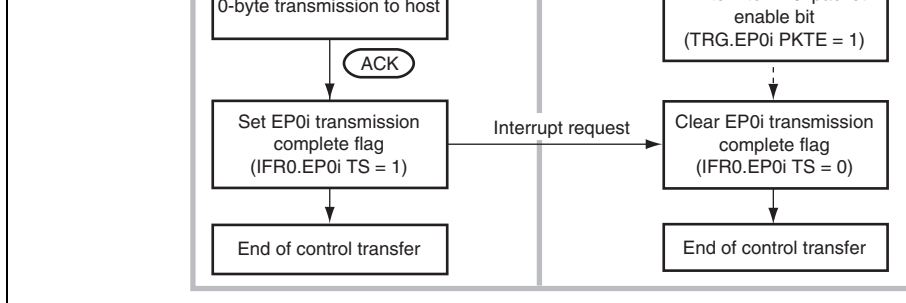 0-byte transmission to host
enable bit
(TRG.EP0i PKTE = 1)
ACK
Set EP0i transmission
complete flag
(IFR0.EP0i TS = 1)
Interrupt request
Clear EP0i transmission
complete flag
(IFR0.EP0i TS = 0)
End of control transfer
End of control transfer